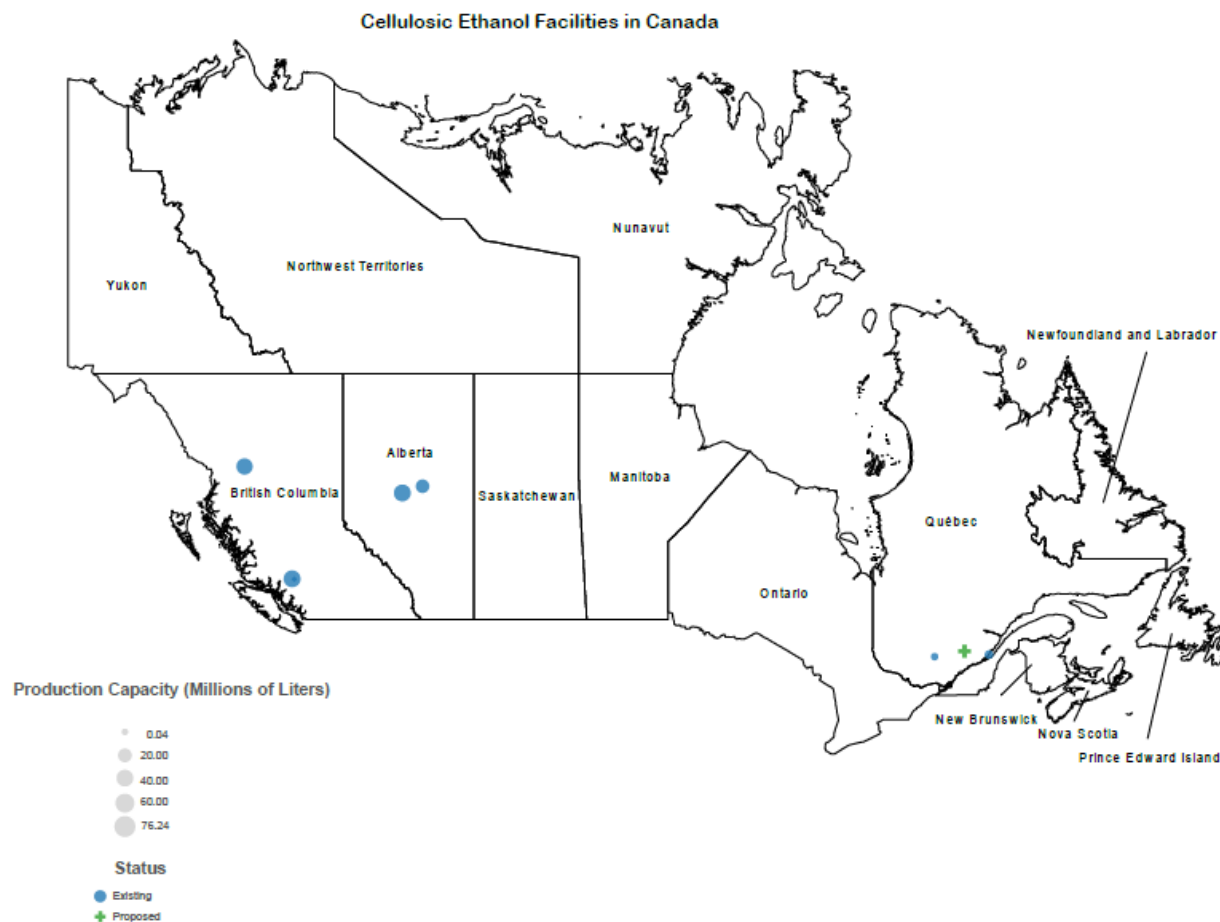 Cellulosic Ethanol Facilities in Canada
Nunavut
Northwest Territories
Yukon
Newfoundland and Labrador
Alberta
Manitoba
British Columbia
Saskatchewan
Québec
Ontario
New Brunswick
Nova Scotia
Prince Edward Island
Production Capacity (Millions of Liters)
0.04
20.00
40.00
60.00
76.24
Status
Existing
Proposed